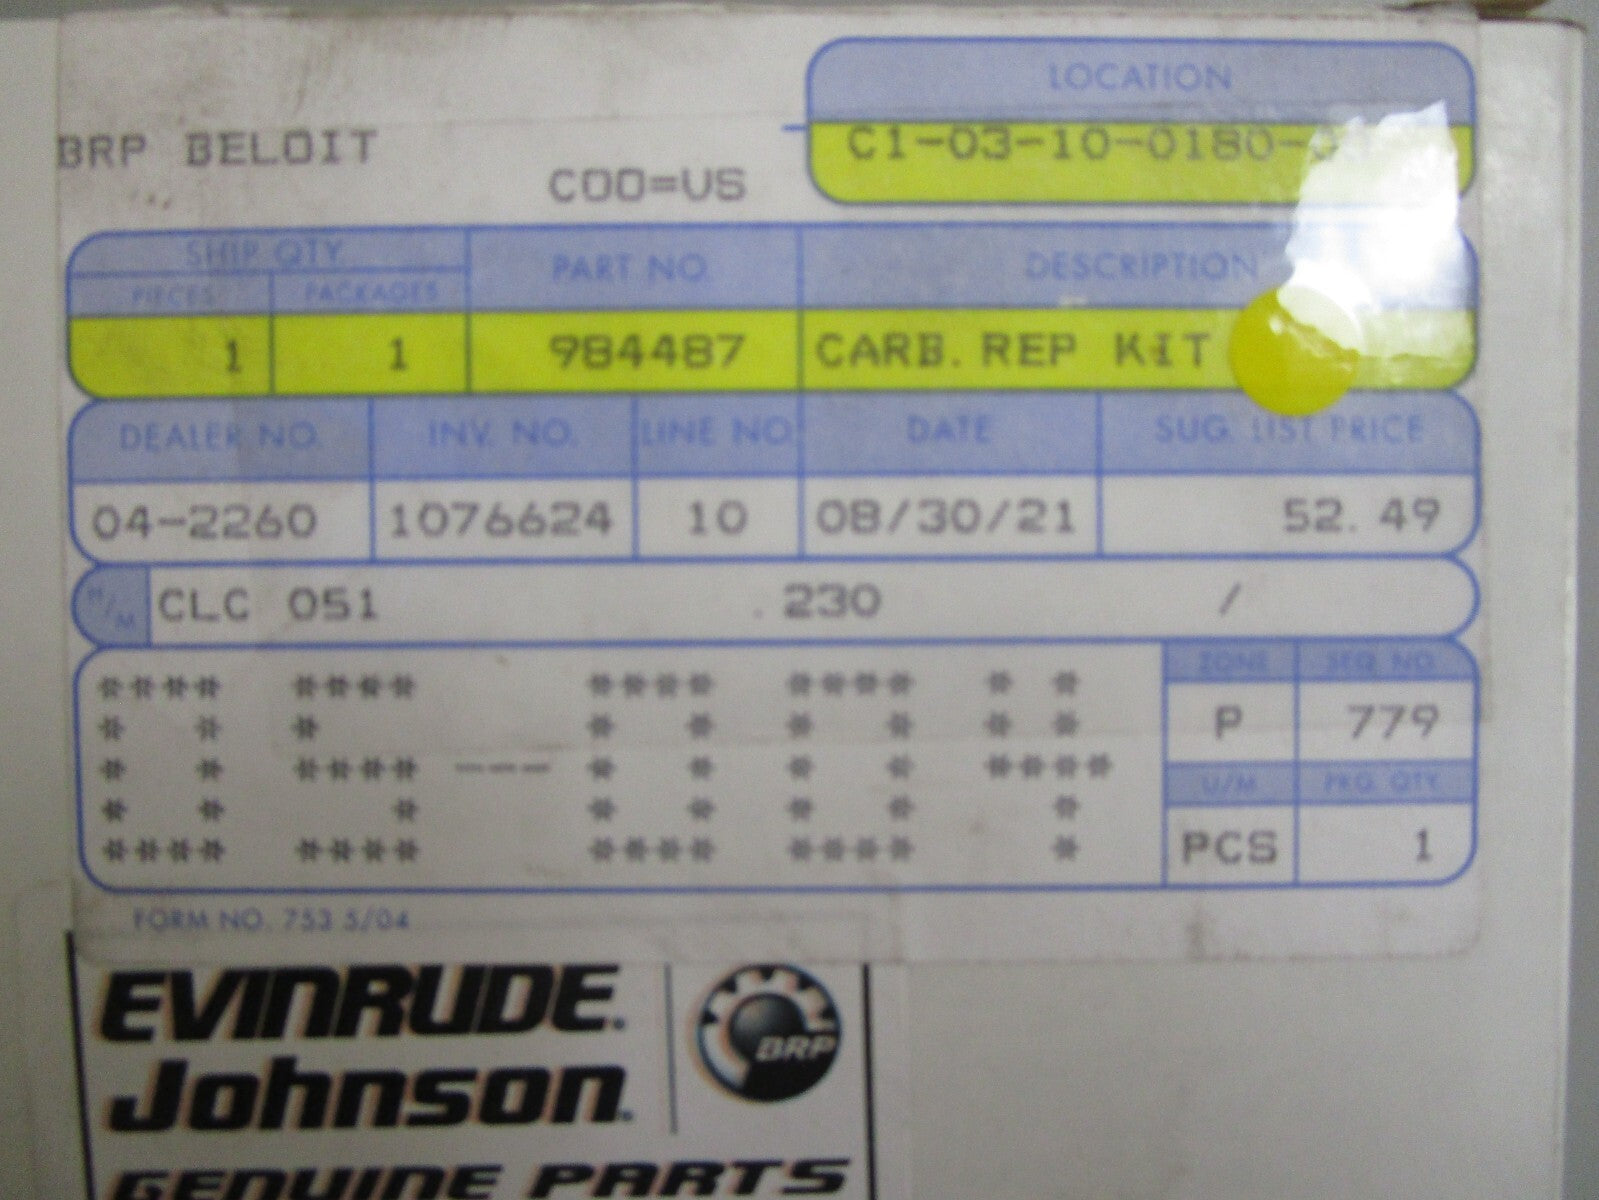 LOCATION
BRP BELOIT
C1-03-10-0180-
COO=US
SHIP QTY.
PIECES PACKAGES PART NO. DESCRIPTION
1 1 984487 CARB. REP KIT
DEALER NO. INV. NO. LINE NO. DATE SUG. LIST PRICE
04-2260 1076624 10 08/30/21 52.49
H/M CLC 051 .230 /
ZONE SEQ. NO.
P 779
U/M PKG. QTY.
PCS 1
FORM NO. 753 5/04
EVINRUDE.
Johnson.
BRP
GENUINE PARTS